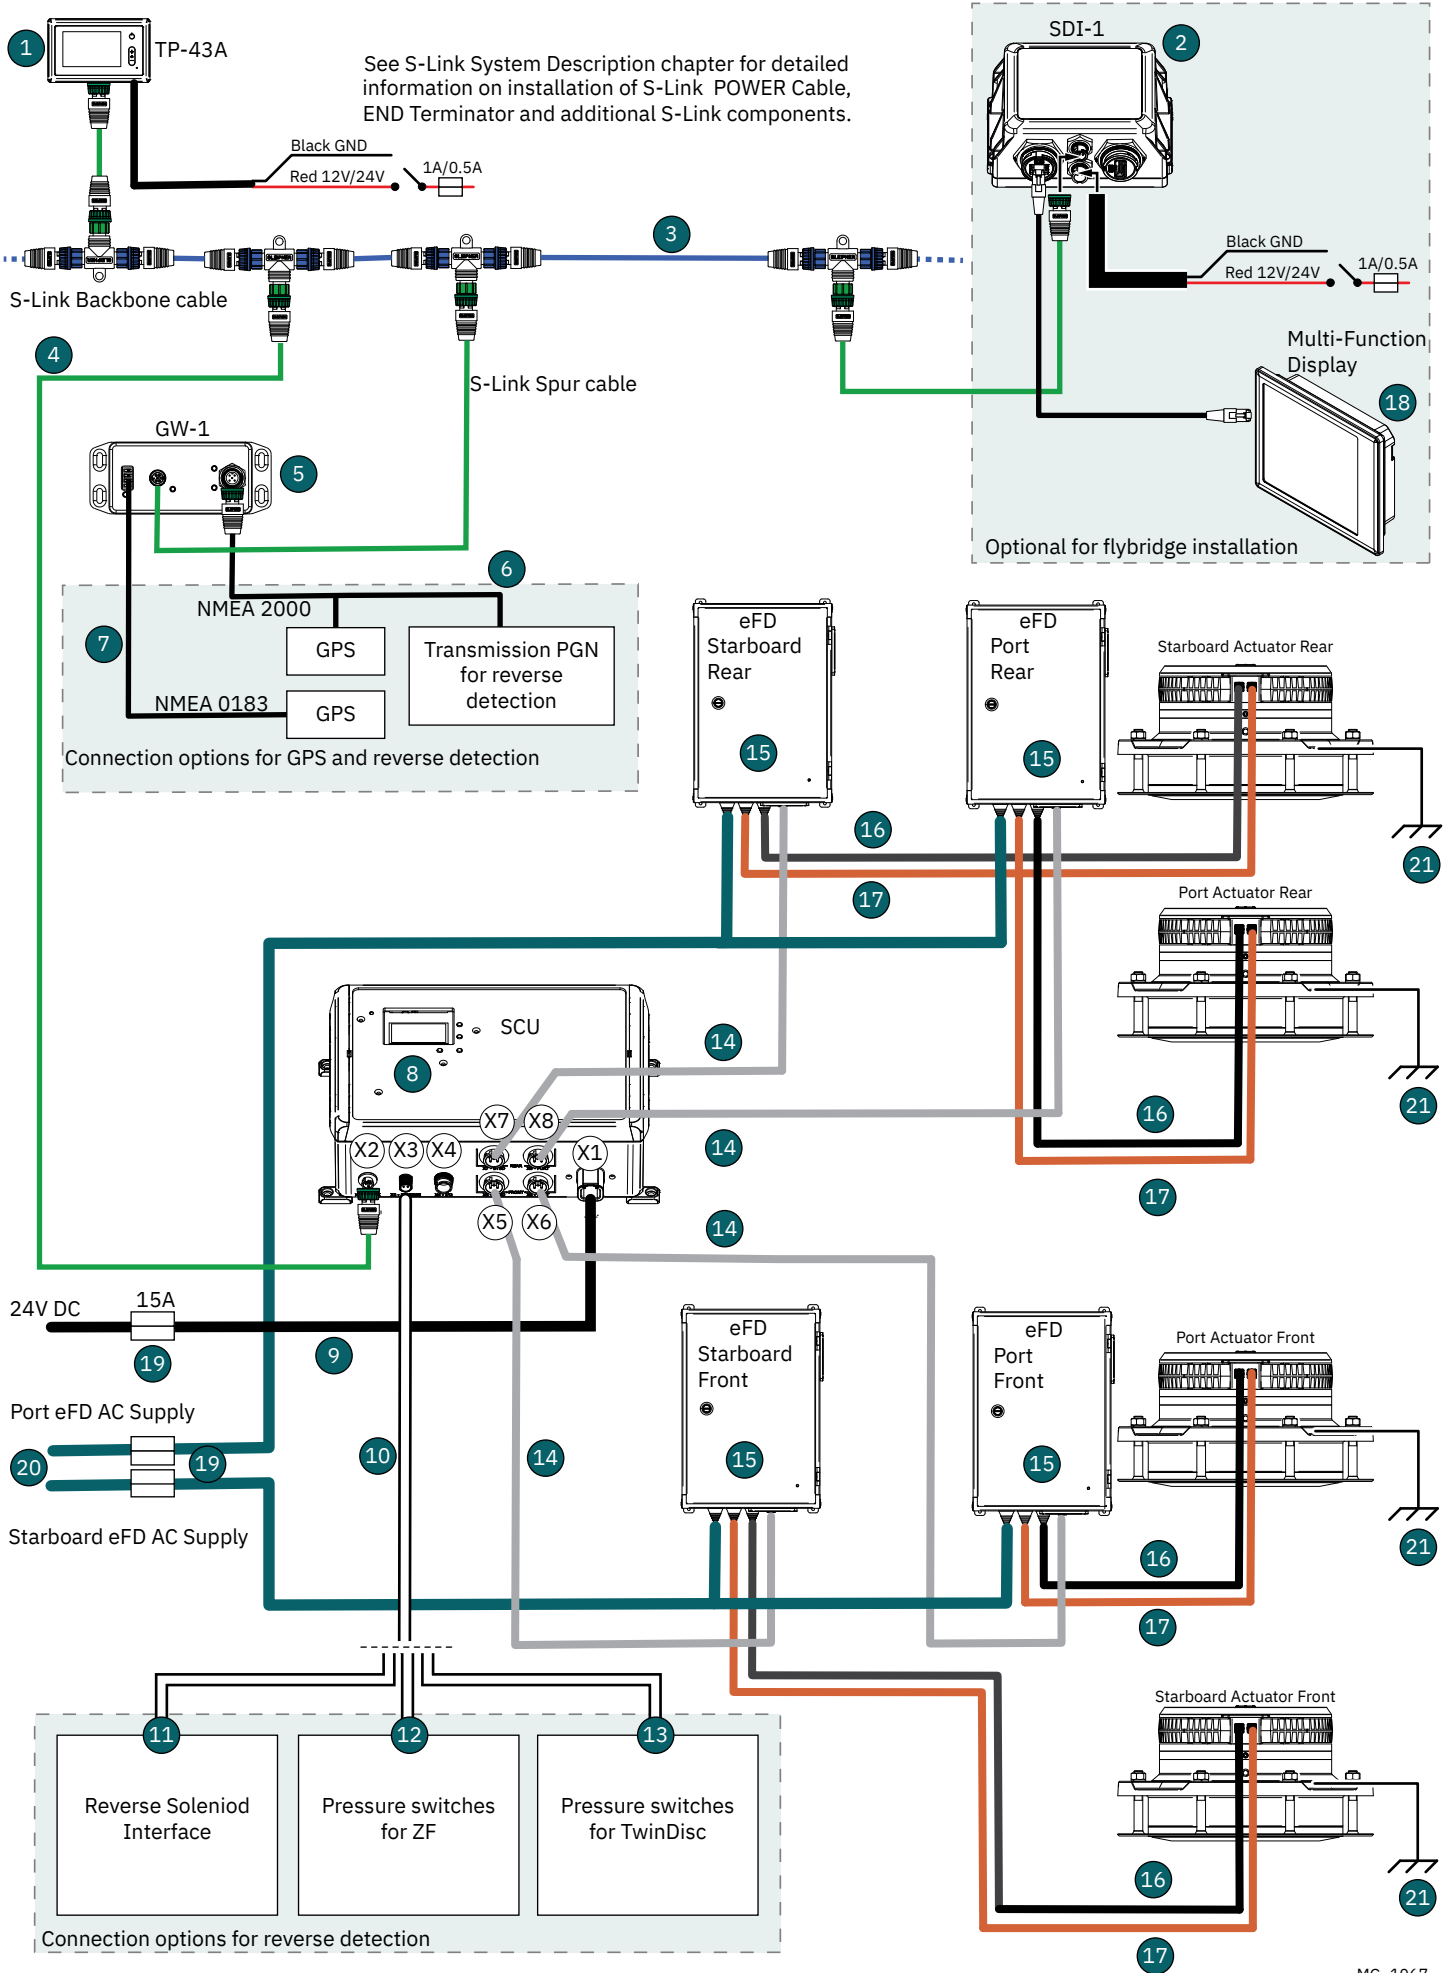 1
TP-43A
See S-Link System Description chapter for detailed
information on installation of S-Link POWER Cable,
END Terminator and additional S-Link components.
SDI-1
2
Black GND
Red 12V/24V
1A/0.5A
3
Black GND
Red 12V/24V
1A/0.5A
S-Link Backbone cable
4
S-Link Spur cable
Multi-Function
Display
18
GW-1
5
Optional for flybridge installation
6
NMEA 2000
7
GPS
Transmission PGN
for reverse
detection
NMEA 0183
GPS
Connection options for GPS and reverse detection
eFD
Starboard
Rear
15
eFD
Port
Rear
15
Starboard Actuator Rear
16
17
21
Port Actuator Rear
SCU
8
14
X7
X8
X2
X3
X4
X1
REAR
FRONT
X5
X6
14
14
16
17
21
24V DC
15A
19
9
Port eFD AC Supply
20
19
10
14
Starboard eFD AC Supply
eFD
Starboard
Front
15
eFD
Port
Front
15
Port Actuator Front
16
17
21
11
12
13
Reverse Soleniod
Interface
Pressure switches
for ZF
Pressure switches
for TwinDisc
Connection options for reverse detection
Starboard Actuator Front
16
17
21